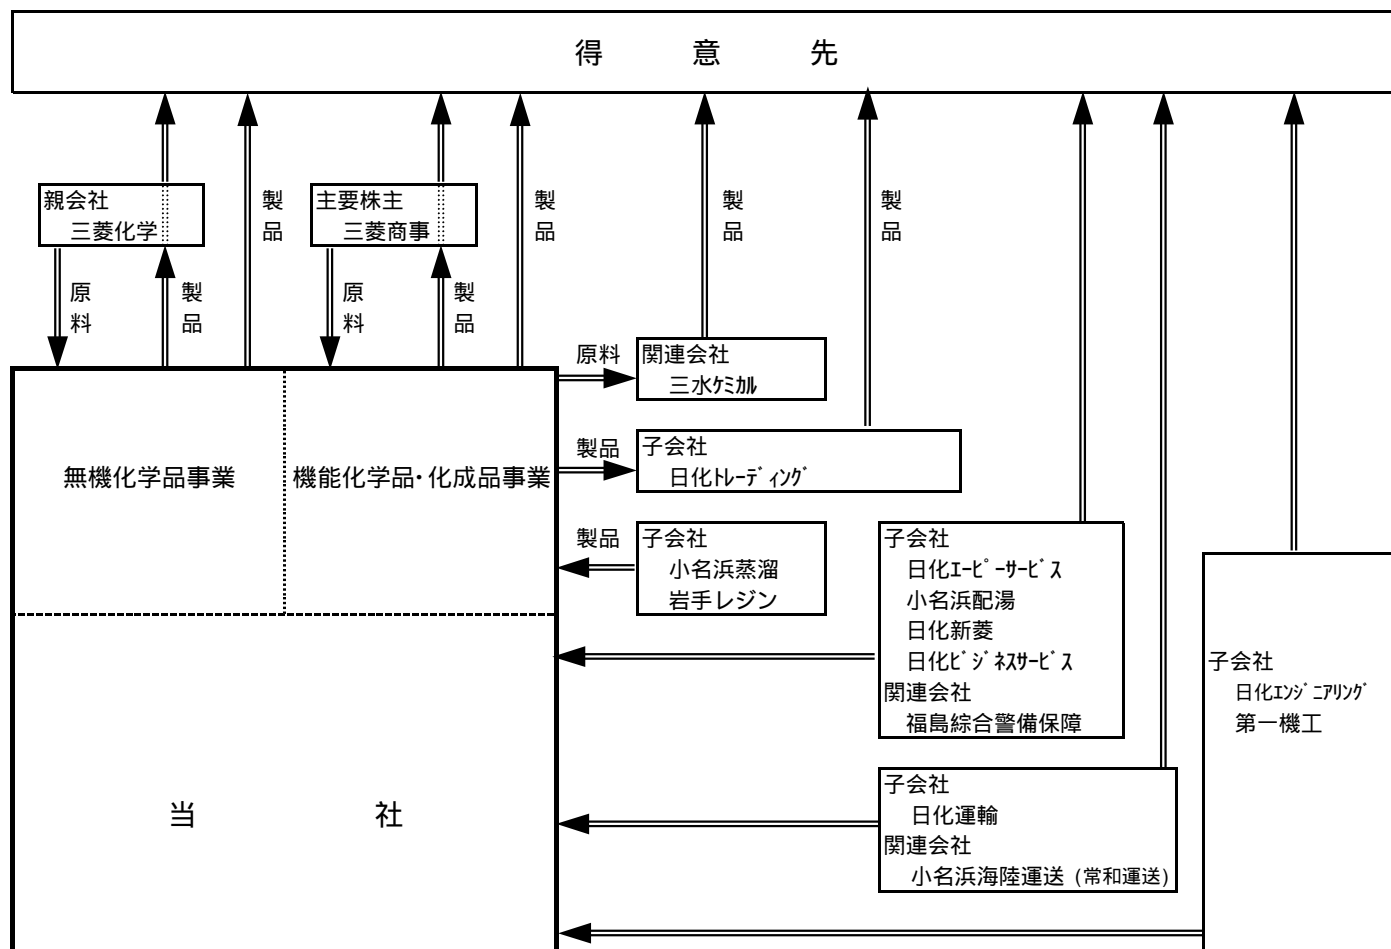 得 意 先
親会社
三菱化学
製品
主要株主
三菱商事
製品
製品
製品
原料
製品
原料
製品
原料
関連会社
三水ｹﾐｶﾙ
無機化学品事業
機能化学品・化成品事業
製品
子会社
日化ﾄﾚｰﾃﾞｨﾝｸﾞ
製品
子会社
小名浜蒸溜
岩手レジン
子会社
日化ｴｰﾋﾟｰｻｰﾋﾞｽ
小名浜配湯
日化新菱
日化ﾋﾞｼﾞﾈｽｻｰﾋﾞｽ
関連会社
福島綜合警備保障
子会社
日化ｴﾝｼﾞﾆｱﾘﾝｸﾞ
第一機工
当 社
子会社
日化運輸
関連会社
小名浜海陸運送 (常和運送)